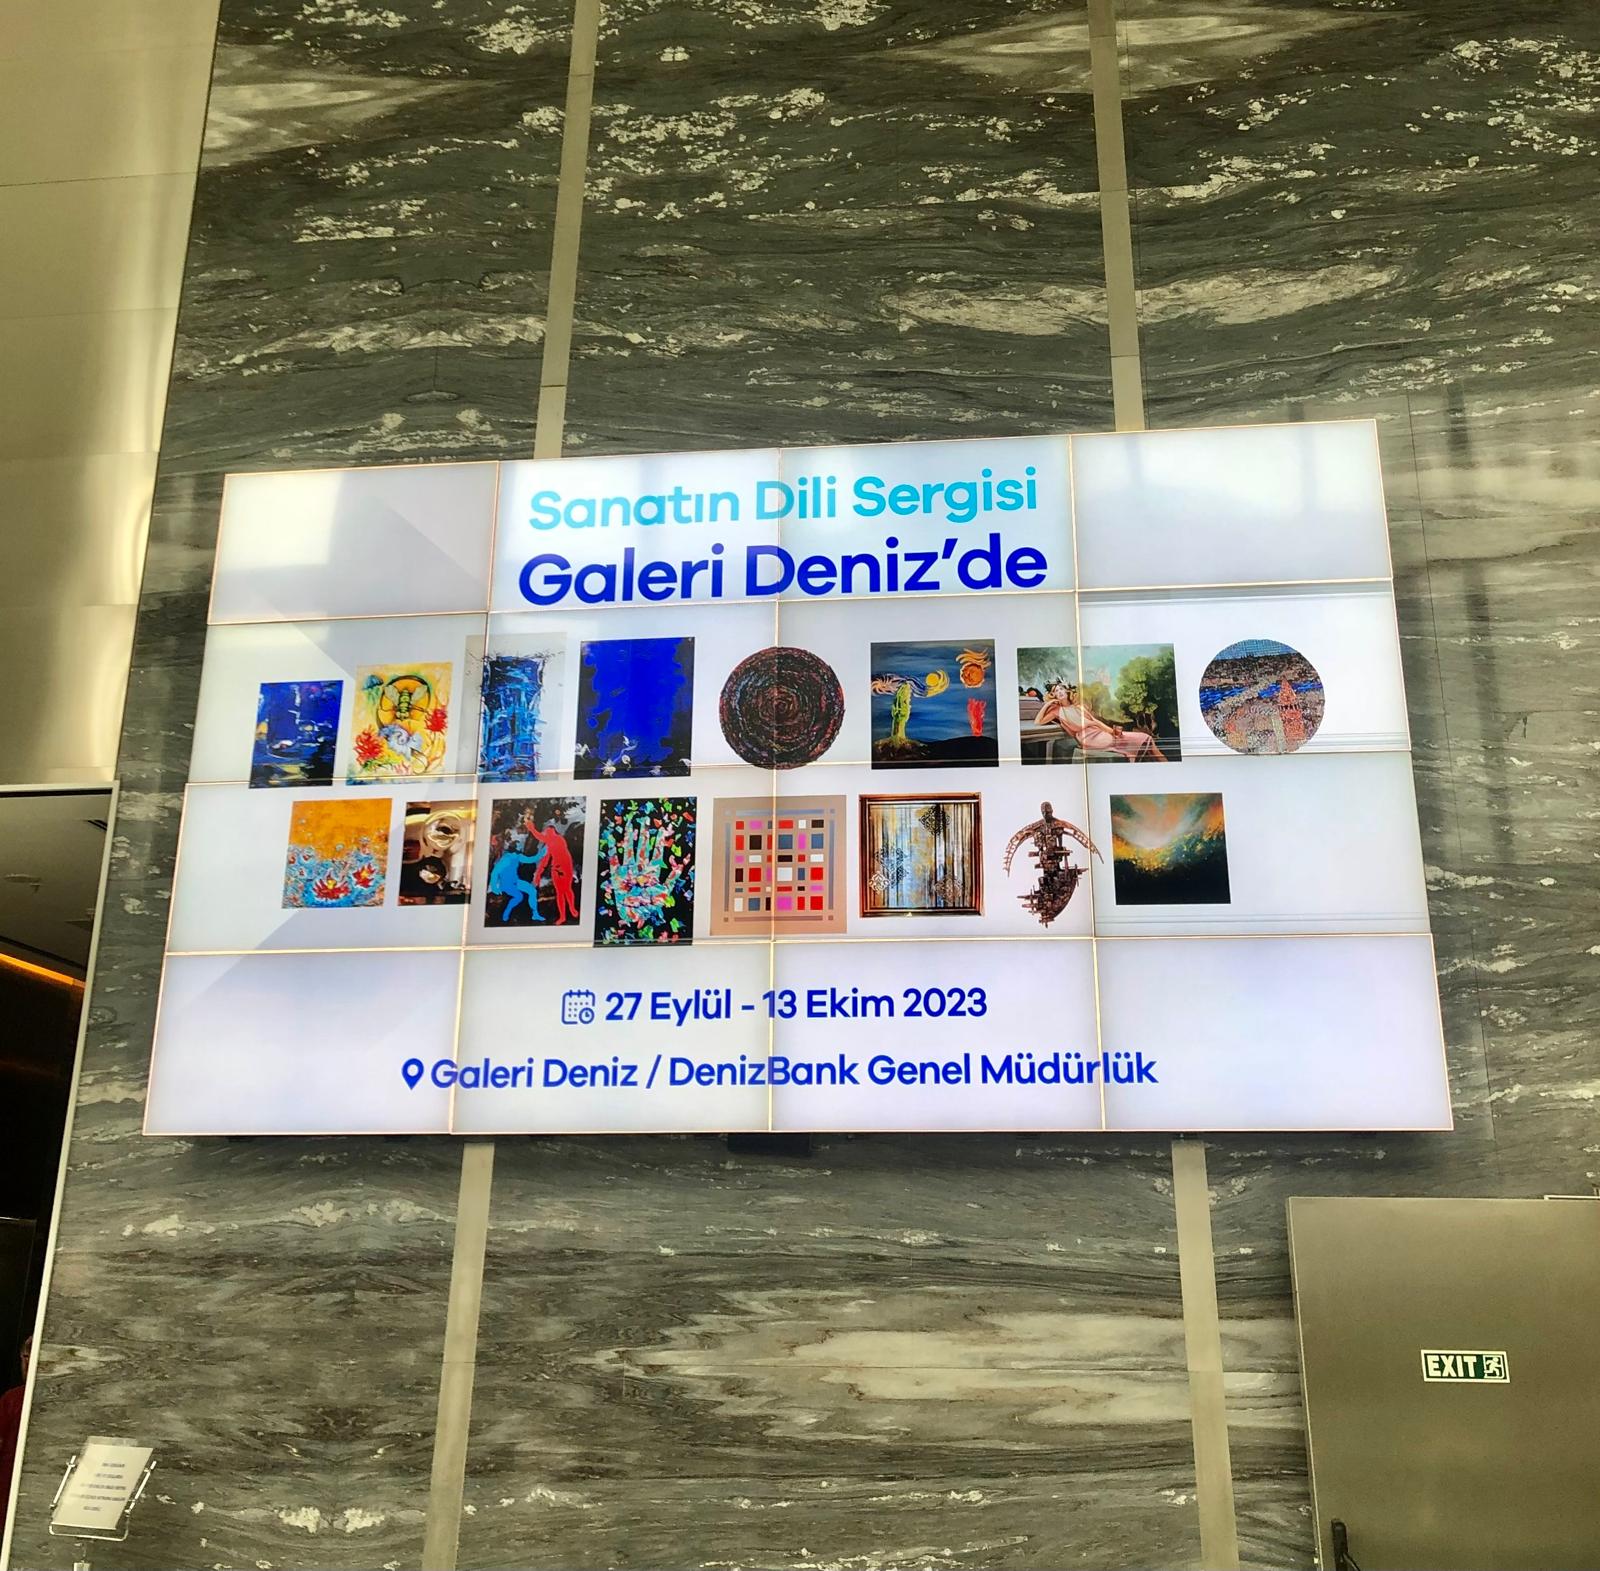 Sanatın Dili Sergisi
Galeri Deniz'de
27 Eylül - 13 Ekim 2023
Galeri Deniz / DenizBank Genel Müdürlük
EXIT